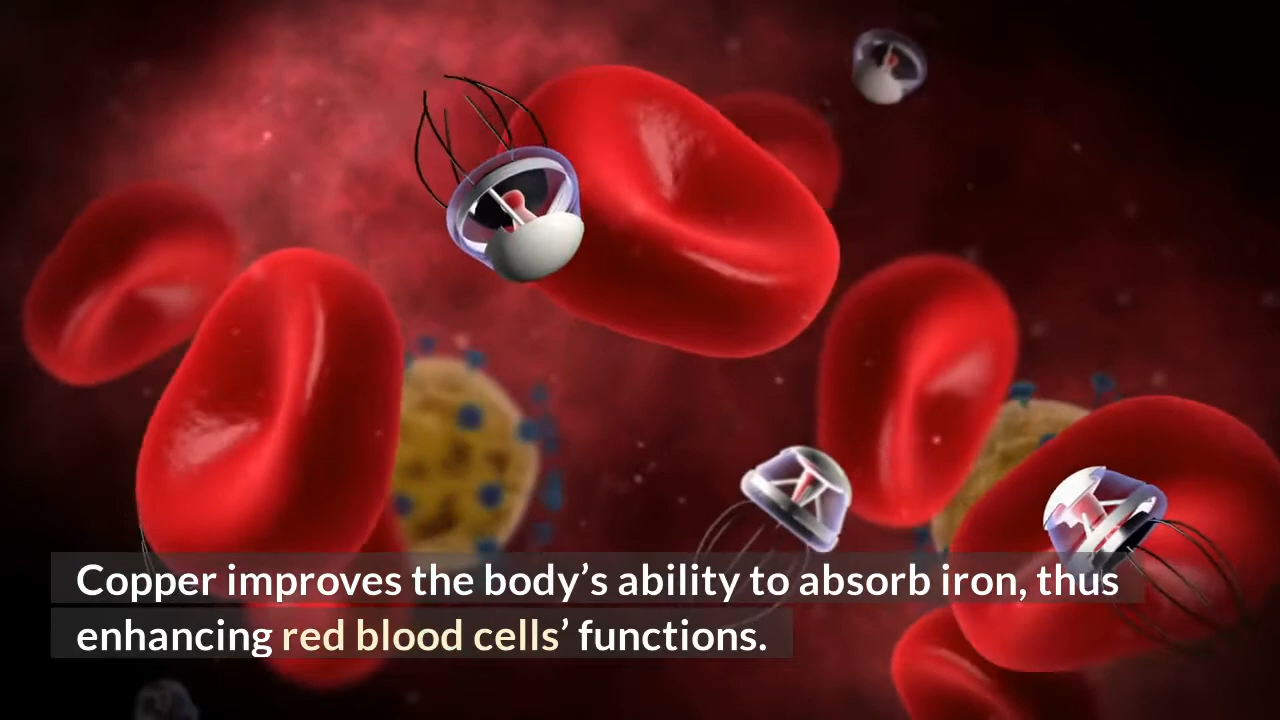 Copper improves the body’s ability to absorb iron, thus
enhancing red blood cells’ functions.